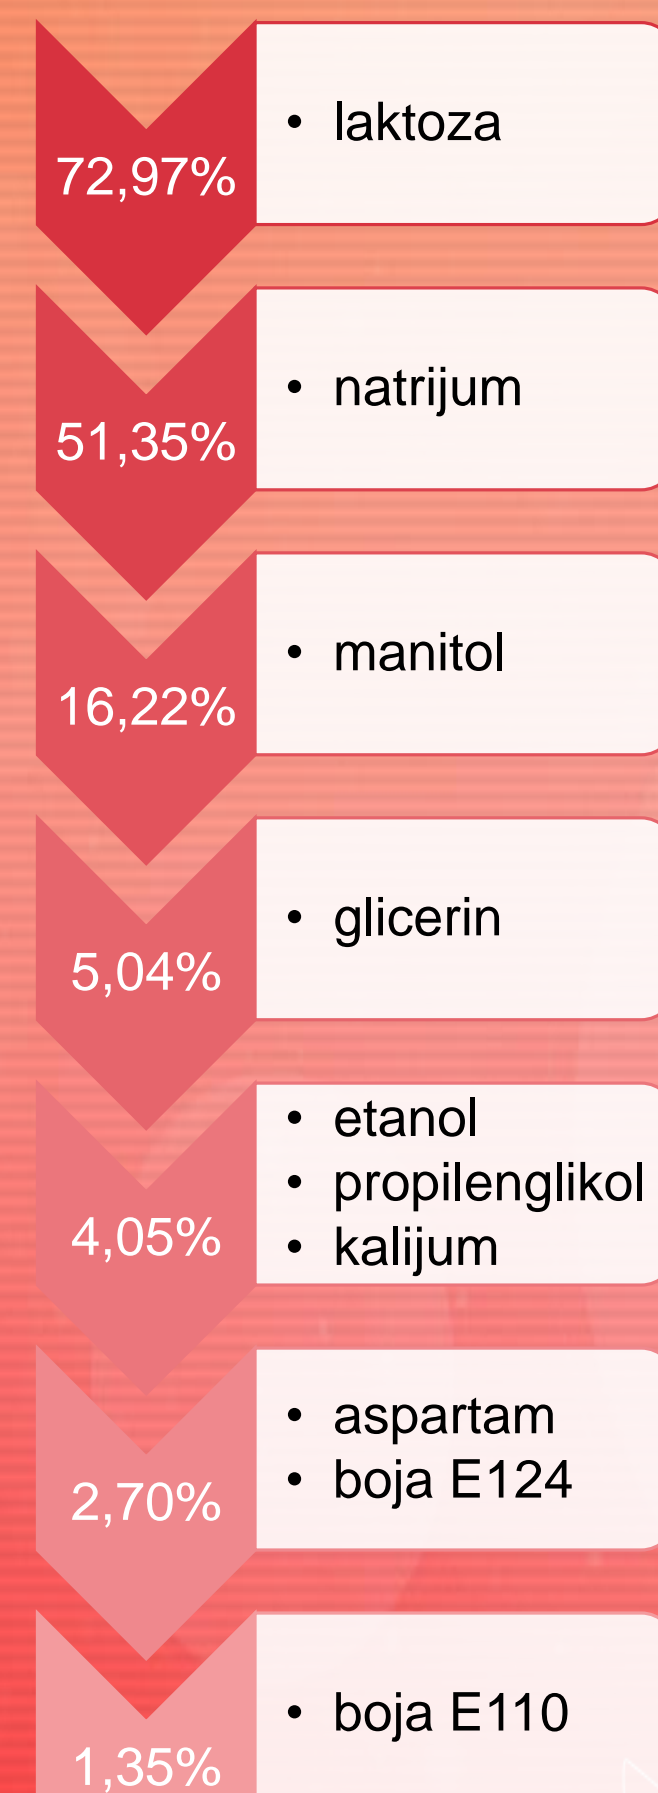 72,97%
• laktoza
51,35%
• natrijum
16,22%
• manitol
5,04%
• glicerin
4,05%
• etanol
• propilenglikol
• kalijum
2,70%
• aspartam
• boja E124
1,35%
• boja E110